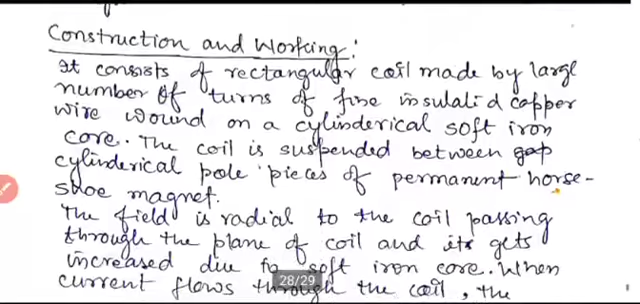 Construction and Working:
It consists of rectangular coil made by large
number of turns of fine insulatid copper
wire wound on a cylinderical soft iron
core. The coil is suspended between gap
cylinderical pole pieces of permanent horse-
shoe magnet.
The field is radial to the coil passing
through the plane of coil and its gets
increased due to soft iron core. When
28/29
current flows through the coil, the